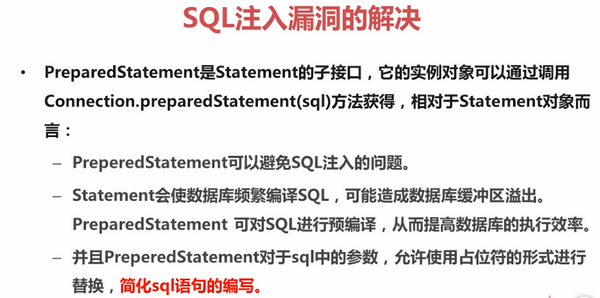 SQL注入漏洞的解决
• PreparedStatement是Statement的子接口，它的实例对象可以通过调用
Connection.preparedStatement(sql)方法获得，相对于Statement对象而
言：
– PreperedStatement可以避免SQL注入的问题。
– Statement会使数据库频繁编译SQL，可能造成数据库缓冲区溢出。
PreparedStatement 可对SQL进行预编译，从而提高数据库的执行效率。
– 并且PreperedStatement对于sql中的参数，允许使用占位符的形式进行
替换，简化sql语句的编写。